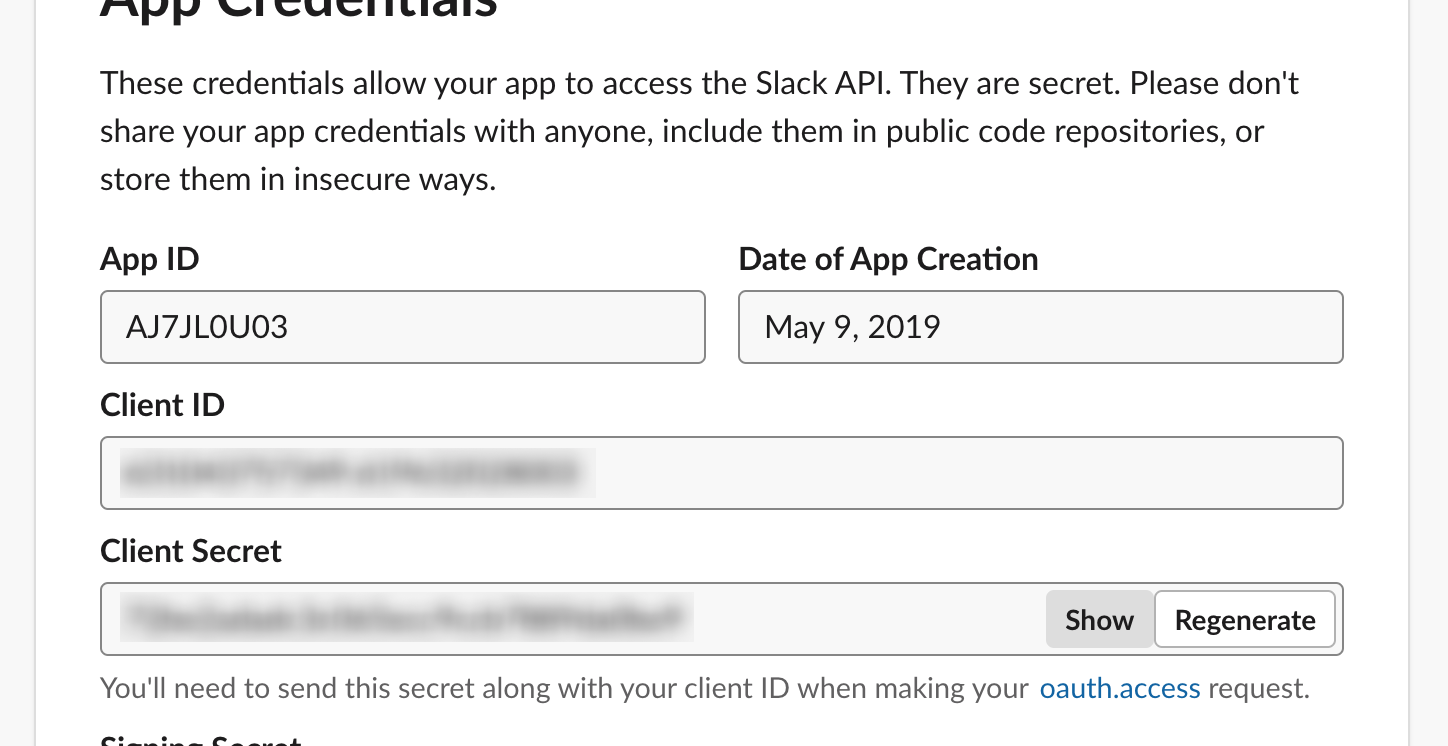 App Credentials
These credentials allow your app to access the Slack API. They are secret. Please don't
share your app credentials with anyone, include them in public code repositories, or
store them in insecure ways.
App ID
Date of App Creation
AJ7JL0U03
May 9, 2019
Client ID
Client Secret
Show
Regenerate
You'll need to send this secret along with your client ID when making your oauth.access request.
Signing Secret